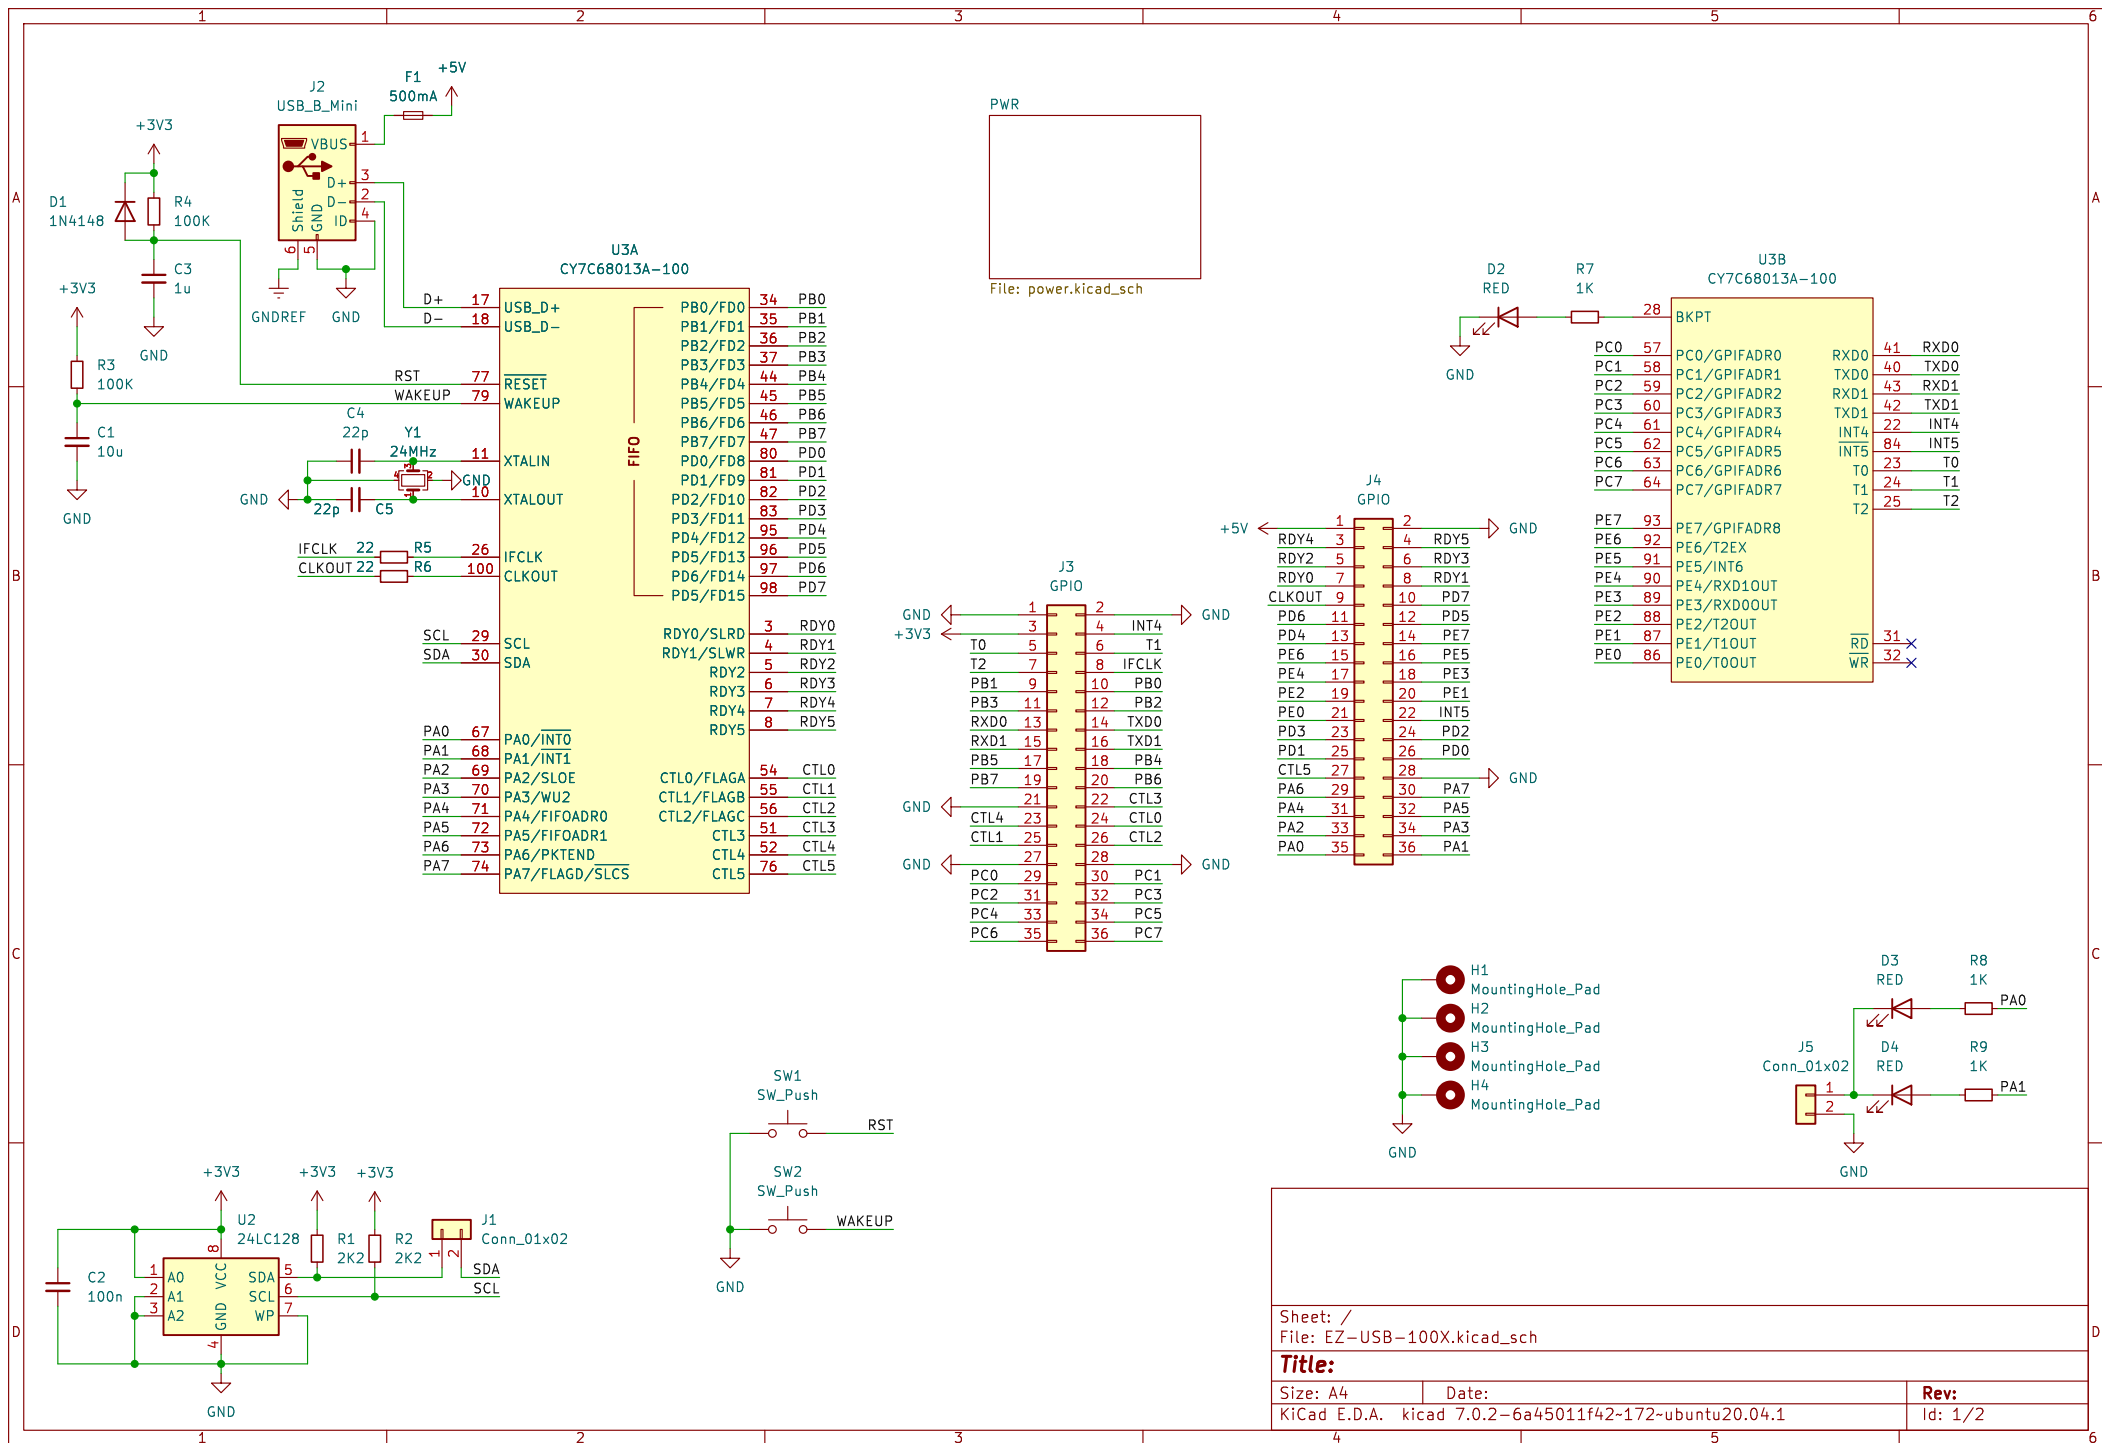 1 2 3 4 5 6
A
B
C
D
A
B
C
D
1 2 3 4 5 6
J2
USB_B_Mini
VBUS 1
D+ 3
D- 2
ID 4
Shield
GND
6
5
F1
500mA
+5V
GNDREF
GND
+3V3
D1
1N4148
R4
100K
C3
1u
GND
+3V3
R3
100K
C1
10u
GND
C4
22p
Y1
24MHz
3
4
2
1
GND
GND
22p
C5
IFCLK 22 R5
CLKOUT 22 R6
U3A
CY7C68013A-100
FIFO
D+ 17 USB_D+
D- 18 USB_D-
RST 77 RESET
WAKEUP 79 WAKEUP
11 XTALIN
10 XTALOUT
26 IFCLK
100 CLKOUT
SCL 29 SCL
SDA 30 SDA
PA0 67 PA0/INT0
PA1 68 PA1/INT1
PA2 69 PA2/SLOE
PA3 70 PA3/WU2
PA4 71 PA4/FIFOADR0
PA5 72 PA5/FIFOADR1
PA6 73 PA6/PKTEND
PA7 74 PA7/FLAGD/SLCS
PB0/FD0 34 PB0
PB1/FD1 35 PB1
PB2/FD2 36 PB2
PB3/FD3 37 PB3
PB4/FD4 44 PB4
PB5/FD5 45 PB5
PB6/FD6 46 PB6
PB7/FD7 47 PB7
PD0/FD8 80 PD0
PD1/FD9 81 PD1
PD2/FD10 82 PD2
PD3/FD11 83 PD3
PD4/FD12 95 PD4
PD5/FD13 96 PD5
PD6/FD14 97 PD6
PD5/FD15 98 PD7
RDY0/SLRD 3 RDY0
RDY1/SLWR 4 RDY1
RDY2 5 RDY2
RDY3 6 RDY3
RDY4 7 RDY4
RDY5 8 RDY5
CTL0/FLAGA 54 CTL0
CTL1/FLAGB 55 CTL1
CTL2/FLAGC 56 CTL2
CTL3 51 CTL3
CTL4 52 CTL4
CTL5 76 CTL5
PWR
File: power.kicad_sch
J3
GPIO
GND 1 2 GND
+3V3 3 4 INT4
T0 5 6 T1
T2 7 8 IFCLK
PB1 9 10 PB0
PB3 11 12 PB2
RXD0 13 14 TXD0
RXD1 15 16 TXD1
PB5 17 18 PB4
PB7 19 20 PB6
GND 21 22 CTL3
CTL4 23 24 CTL0
CTL1 25 26 CTL2
GND 27 28 GND
PC0 29 30 PC1
PC2 31 32 PC3
PC4 33 34 PC5
PC6 35 36 PC7
J4
GPIO
+5V 1 2 GND
RDY4 3 4 RDY5
RDY2 5 6 RDY3
RDY0 7 8 RDY1
CLKOUT 9 10 PD7
PD6 11 12 PD5
PD4 13 14 PE7
PE6 15 16 PE5
PE4 17 18 PE3
PE2 19 20 PE1
PE0 21 22 INT5
PD3 23 24 PD2
PD1 25 26 PD0
CTL5 27 28 GND
PA6 29 30 PA7
PA4 31 32 PA5
PA2 33 34 PA3
PA0 35 36 PA1
U3B
CY7C68013A-100
D2
RED
R7
1K
GND
28 BKPT
PC0 57 PC0/GPIFADR0
PC1 58 PC1/GPIFADR1
PC2 59 PC2/GPIFADR2
PC3 60 PC3/GPIFADR3
PC4 61 PC4/GPIFADR4
PC5 62 PC5/GPIFADR5
PC6 63 PC6/GPIFADR6
PC7 64 PC7/GPIFADR7
PE7 93 PE7/GPIFADR8
PE6 92 PE6/T2EX
PE5 91 PE5/INT6
PE4 90 PE4/RXD1OUT
PE3 89 PE3/RXD0OUT
PE2 88 PE2/T2OUT
PE1 87 PE1/T1OUT
PE0 86 PE0/T0OUT
RXD0 41 RXD0
TXD0 40 TXD0
RXD1 43 RXD1
TXD1 42 TXD1
INT4 22 INT4
INT5 84 INT5
T0 23 T0
T1 24 T1
T2 25 T2
RD 31
WR 32
H1
MountingHole_Pad
H2
MountingHole_Pad
H3
MountingHole_Pad
H4
MountingHole_Pad
GND
D3
RED
R8
1K
PA0
J5
Conn_01x02
1
2
D4
RED
R9
1K
PA1
GND
SW1
SW_Push
RST
SW2
SW_Push
WAKEUP
GND
+3V3
+3V3
+3V3
U2
24LC128
R1
2K2
R2
2K2
J1
Conn_01x02
1
2
SDA
SCL
C2
100n
8
VCC
1 A0
2 A1
3 A2
SDA 5
SCL 6
WP 7
GND
4
GND
Sheet: /
File: EZ-USB-100X.kicad_sch
Title:
Size: A4 Date: Rev:
KiCad E.D.A. kicad 7.0.2-6a45011f42~172~ubuntu20.04.1 Id: 1/2